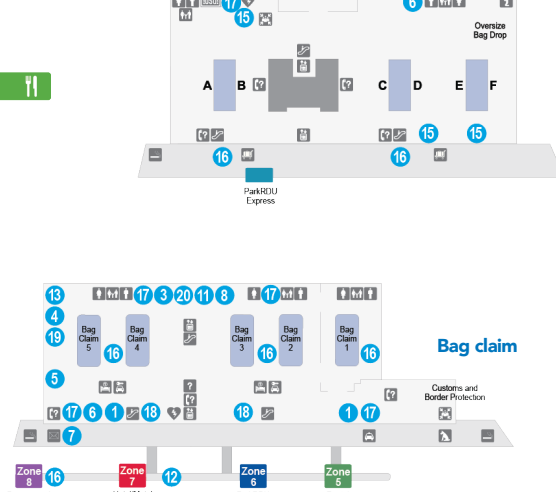 17
6
15
Oversize
Bag Drop
A
B
C
D
E
F
15
15
16
16
ParkRDU
Express
13
17
3
20
11
8
17
4
19
Bag
Claim
5
Bag
Claim
4
16
Bag
Claim
3
16
Bag
Claim
2
Bag
Claim
1
16
Bag claim
5
Customs and
Border Protection
17
6
1
18
18
1
17
7
Zone
8
16
Zone
7
12
Zone
6
Zone
5